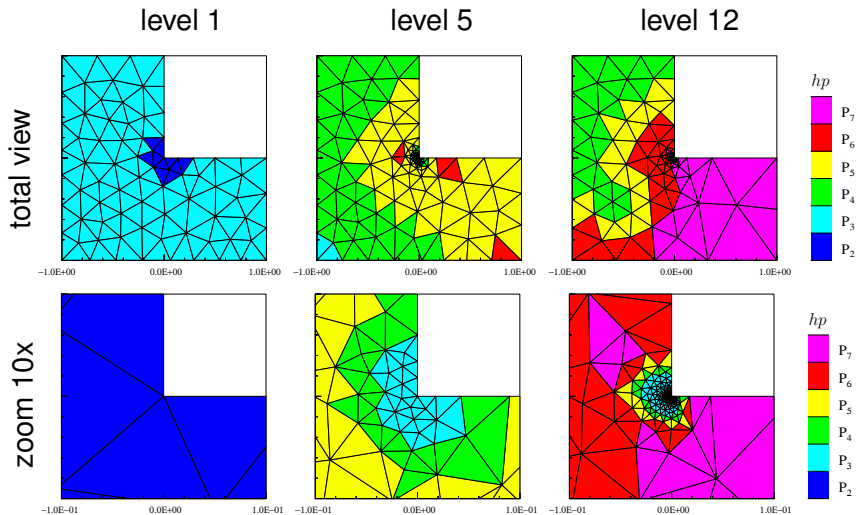 level 1
level 5
level 12
total view
hp
P7
P6
P5
P4
P3
P2
−1.0E+00 0.0E+00 1.0E+00
−1.0E+00 0.0E+00 1.0E+00
−1.0E+00 0.0E+00 1.0E+00
zoom 10x
hp
P7
P6
P5
P4
P3
P2
−1.0E−01 0.0E+00 1.0E−01
−1.0E−01 0.0E+00 1.0E−01
−1.0E−01 0.0E+00 1.0E−01